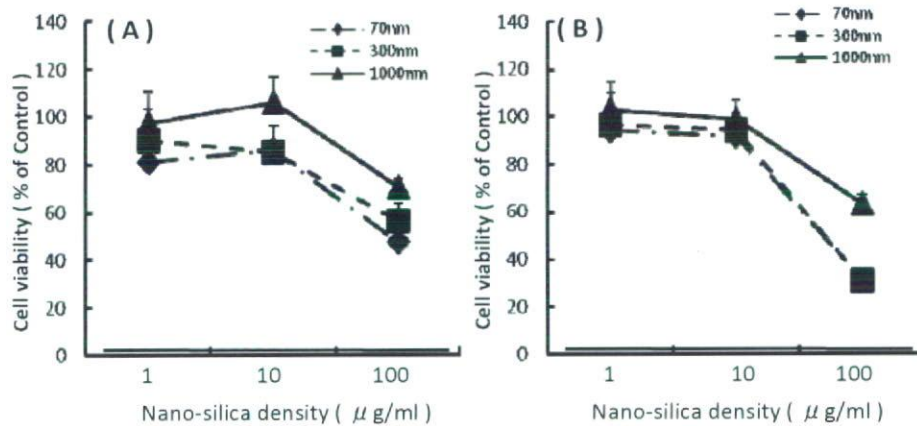 ( A )
70nm
300nm
1000nm
140
120
100
80
60
40
20
0
Cell viability ( % of Control )
1 10 100
Nano-silica density ( μ g/ml )
( B )
70nm
300nm
1000nm
140
120
100
80
60
40
20
0
Cell viability ( % of Control )
1 10 100
Nano-silica density ( μ g/ml )